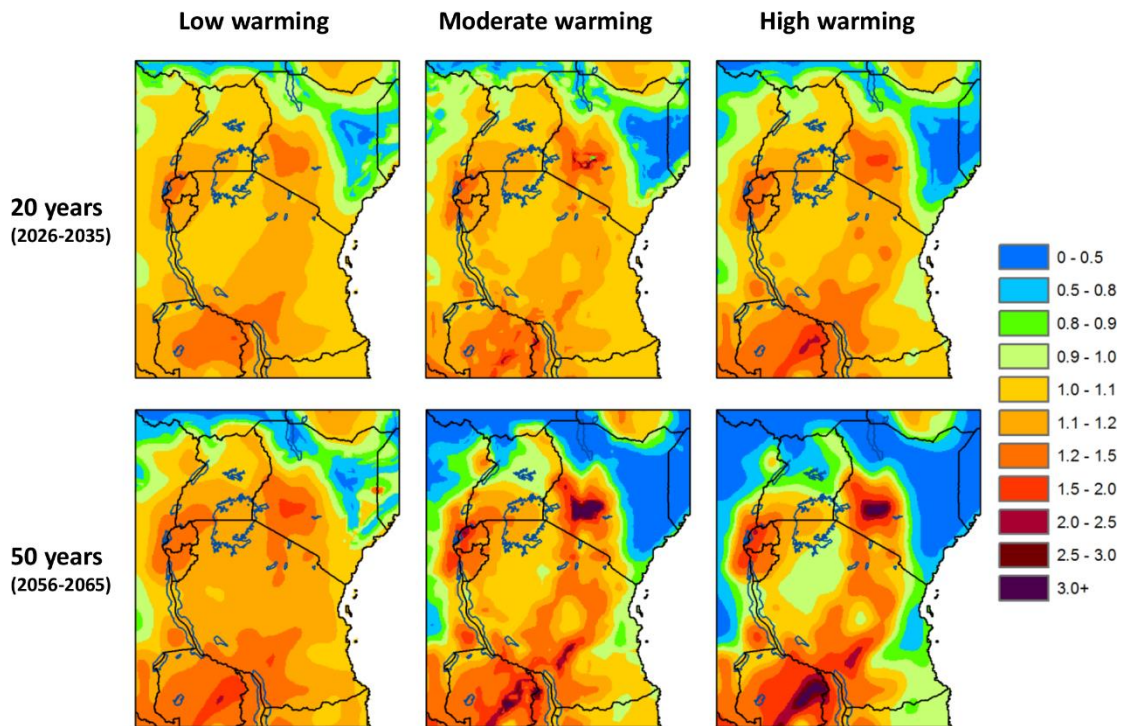 Low warming
Moderate warming
High warming
20 years
(2026-2035)
50 years
(2056-2065)
0 - 0.5
0.5 - 0.8
0.8 - 0.9
0.9 - 1.0
1.0 - 1.1
1.1 - 1.2
1.2 - 1.5
1.5 - 2.0
2.0 - 2.5
2.5 - 3.0
3.0+